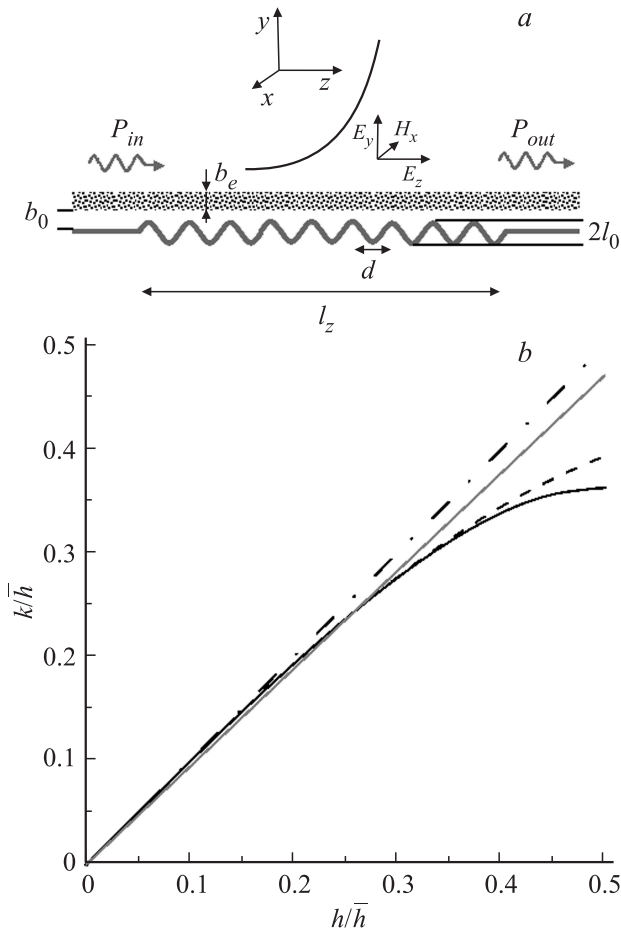 a
y
x
z
P_in
E_y
H_x
E_z
P_out
b_e
b_0
2l_0
d
l_z
b
0.5
0.4
0.3
0.2
0.1
0
k/h̅
0
0.1
0.2
0.3
0.4
0.5
h/h̅